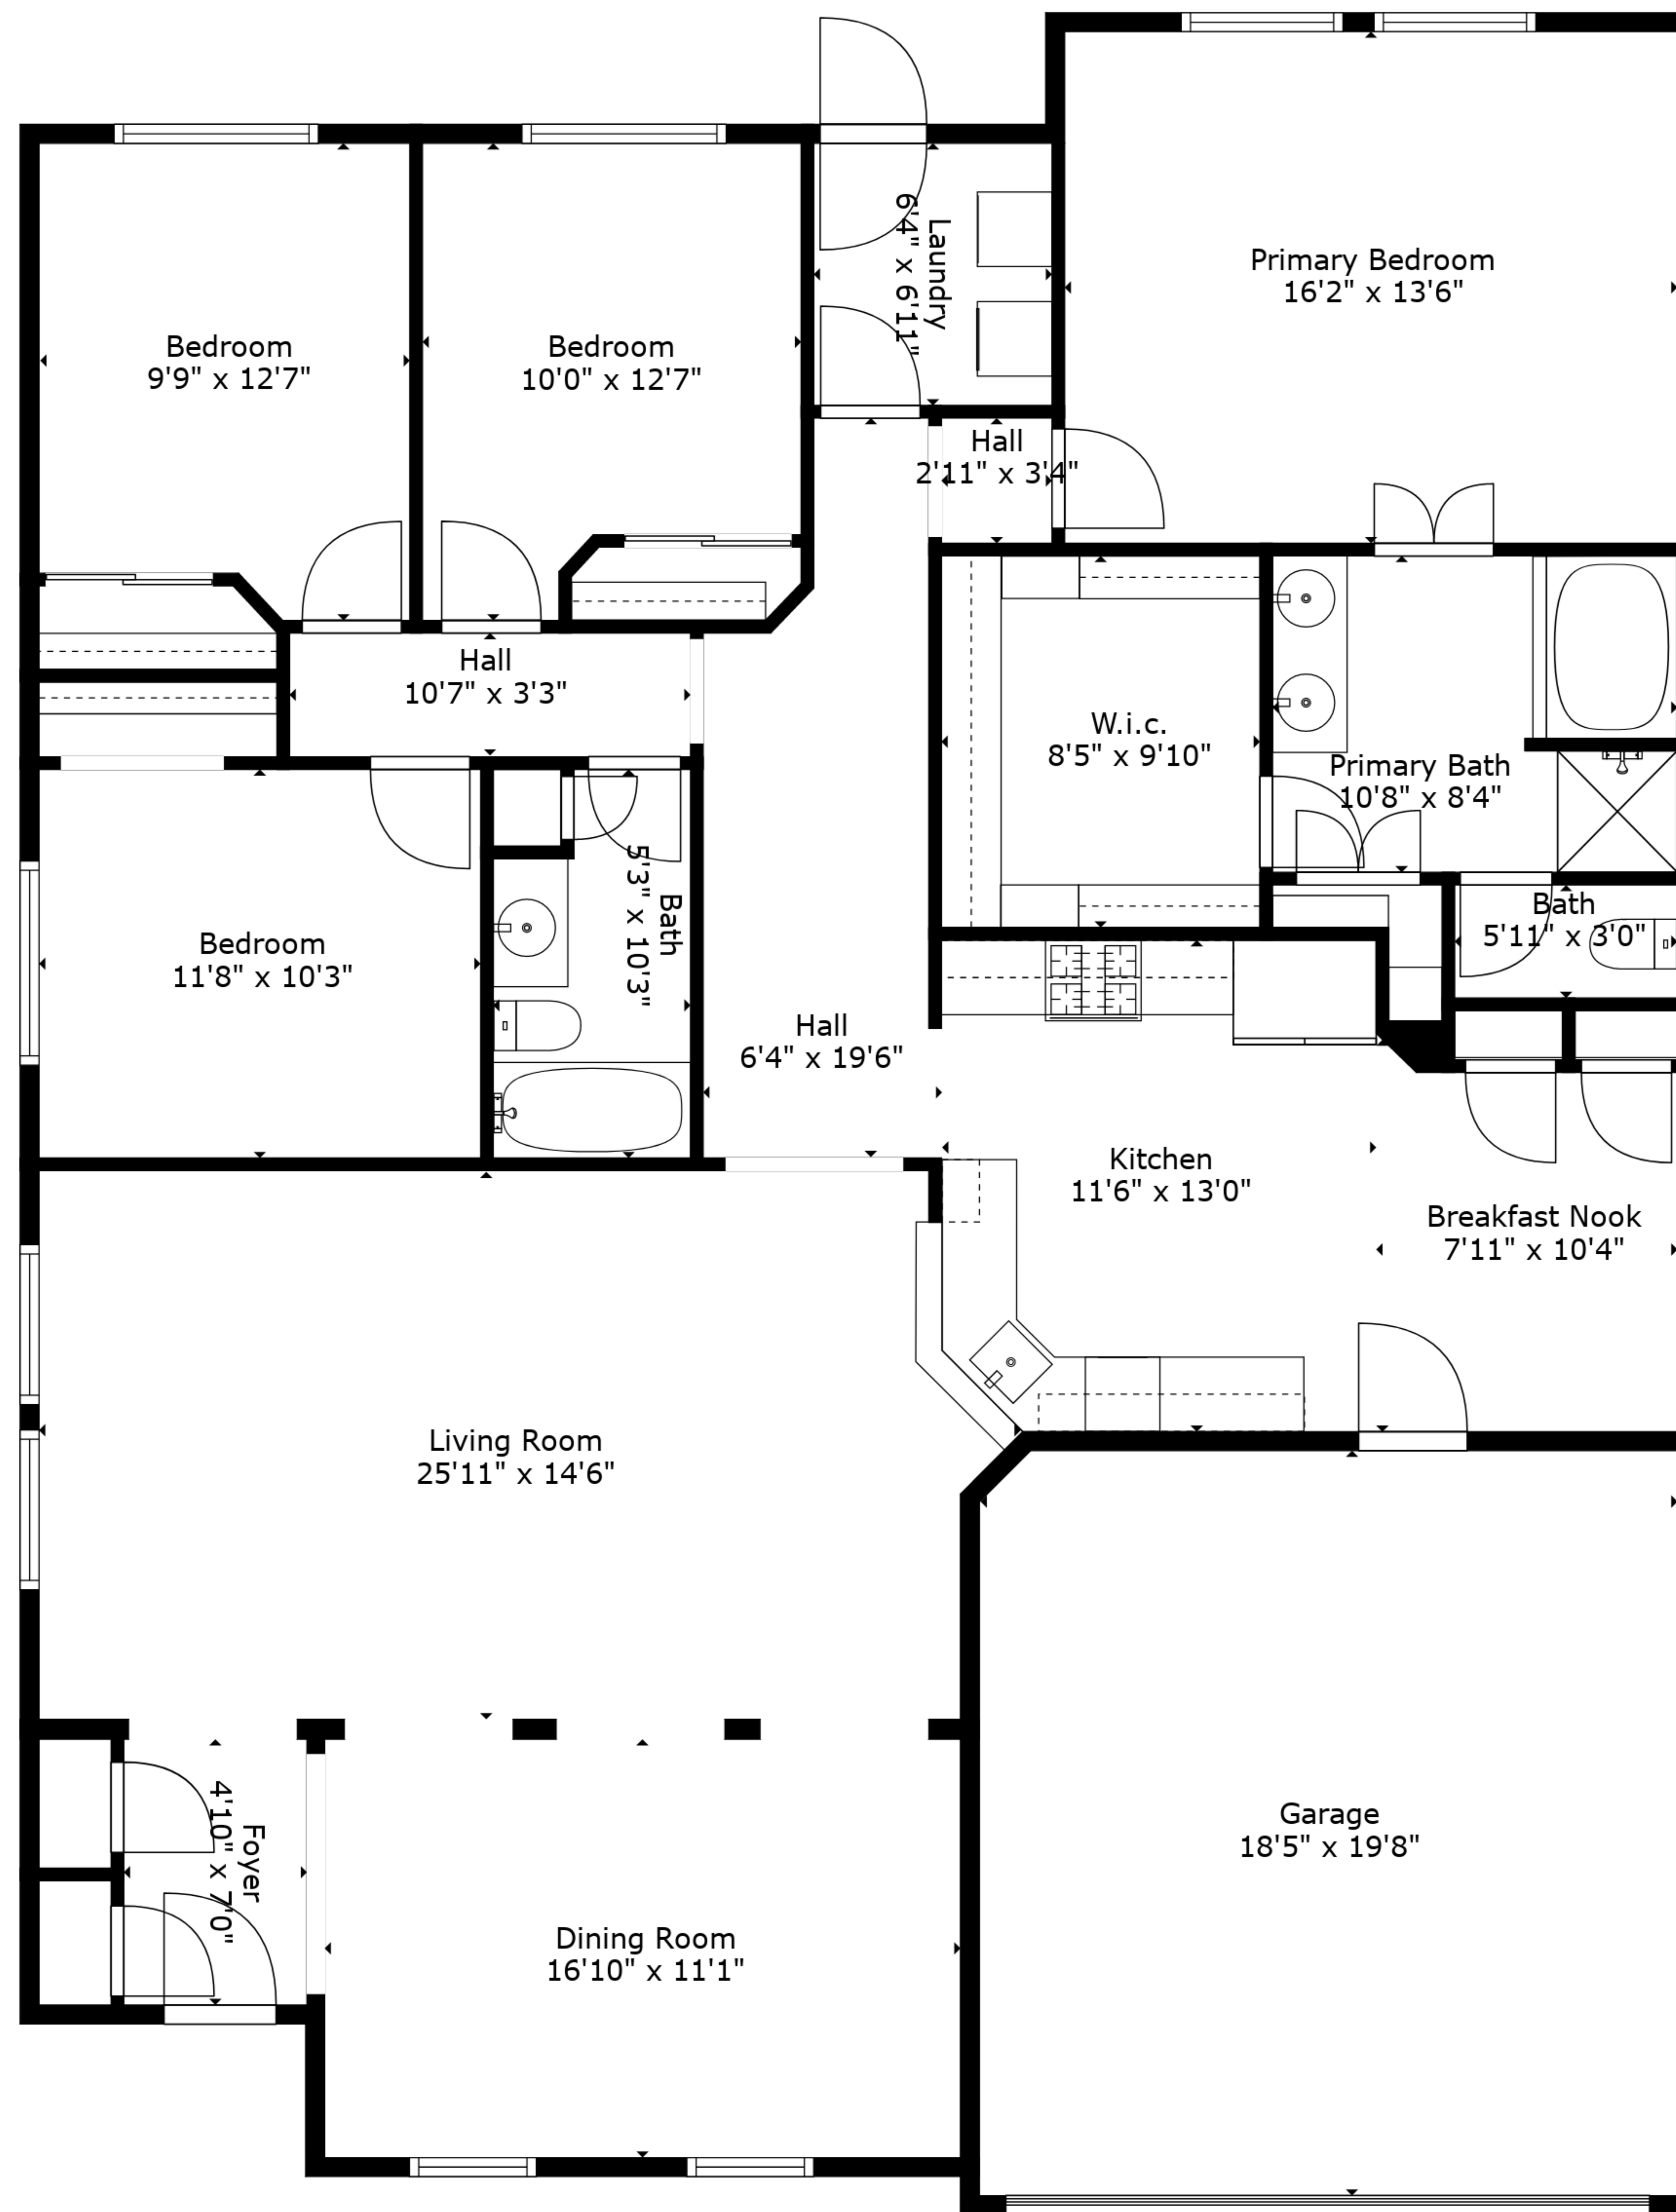 Primary Bedroom
16'2" x 13'6"
Laundry
6'4" x 6'11"
Bedroom
9'9" x 12'7"
Bedroom
10'0" x 12'7"
Hall
2'11" x 3'4"
Hall
10'7" x 3'3"
W.i.c.
8'5" x 9'10"
Primary Bath
10'8" x 8'4"
Bath
5'11" x 3'0"
Bedroom
11'8" x 10'3"
Bath
5'3" x 10'3"
Hall
6'4" x 19'6"
Kitchen
11'6" x 13'0"
Breakfast Nook
7'11" x 10'4"
Living Room
25'11" x 14'6"
Garage
18'5" x 19'8"
Foyer
4'10" x 7'0"
Dining Room
16'10" x 11'1"